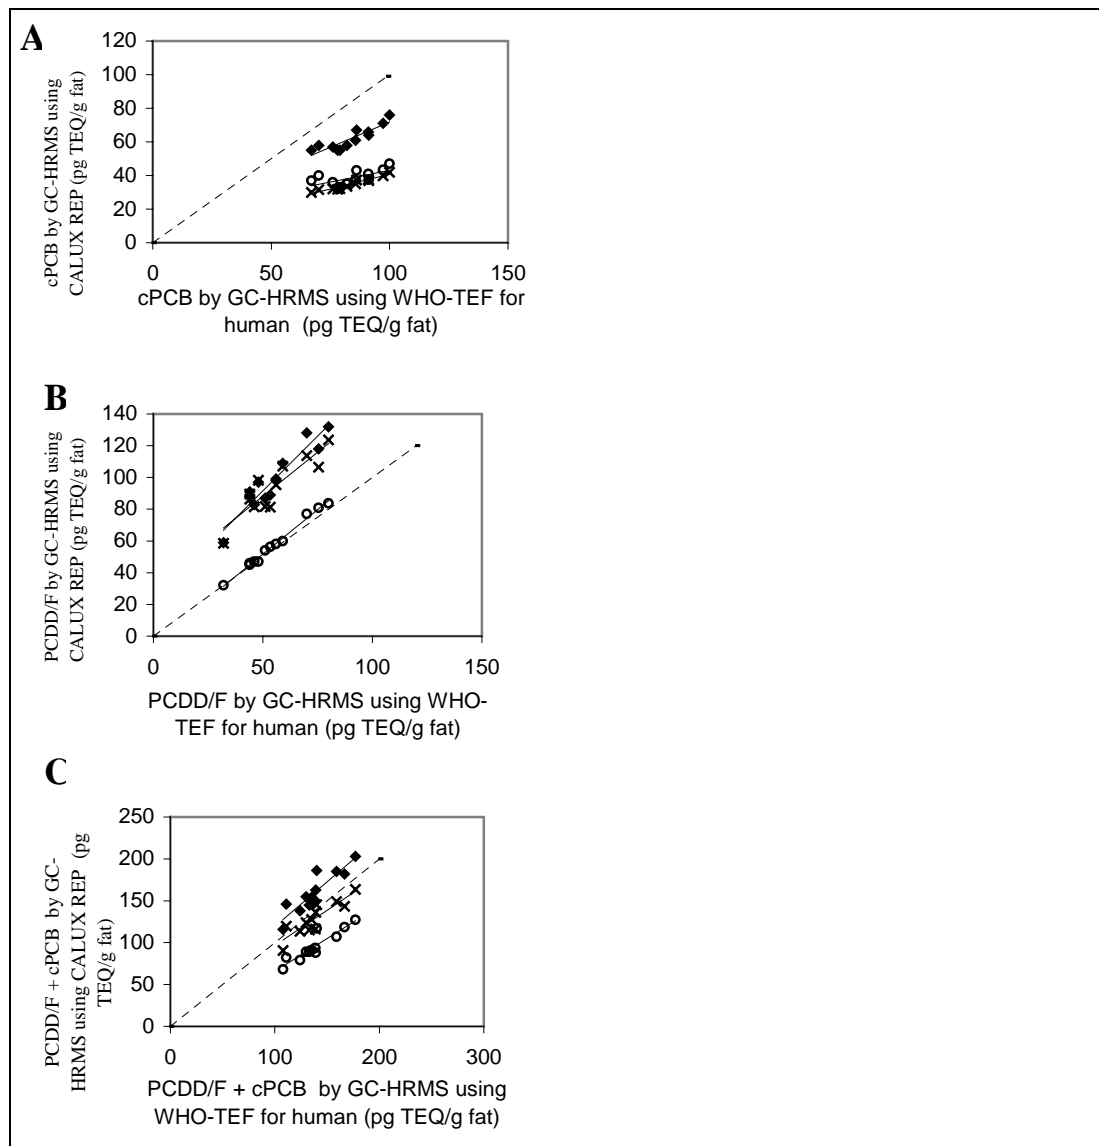 A
120
100
80
60
40
20
0
0 50 100 150
cPCB by GC-HRMS using
CALUX REP (pg TEQ/g fat)
cPCB by GC-HRMS using WHO-TEF for
human (pg TEQ/g fat)
B
140
120
100
80
60
40
20
0
0 50 100 150
PCDD/F by GC-HRMS using
CALUX REP (pg TEQ/g fat)
PCDD/F by GC-HRMS using WHO-
TEF for human (pg TEQ/g fat)
C
250
200
150
100
50
0
0 100 200 300
PCDD/F + cPCB by GC-
HRMS using CALUX REP (pg
TEQ/g fat)
PCDD/F + cPCB by GC-HRMS using
WHO-TEF for human (pg TEQ/g fat)